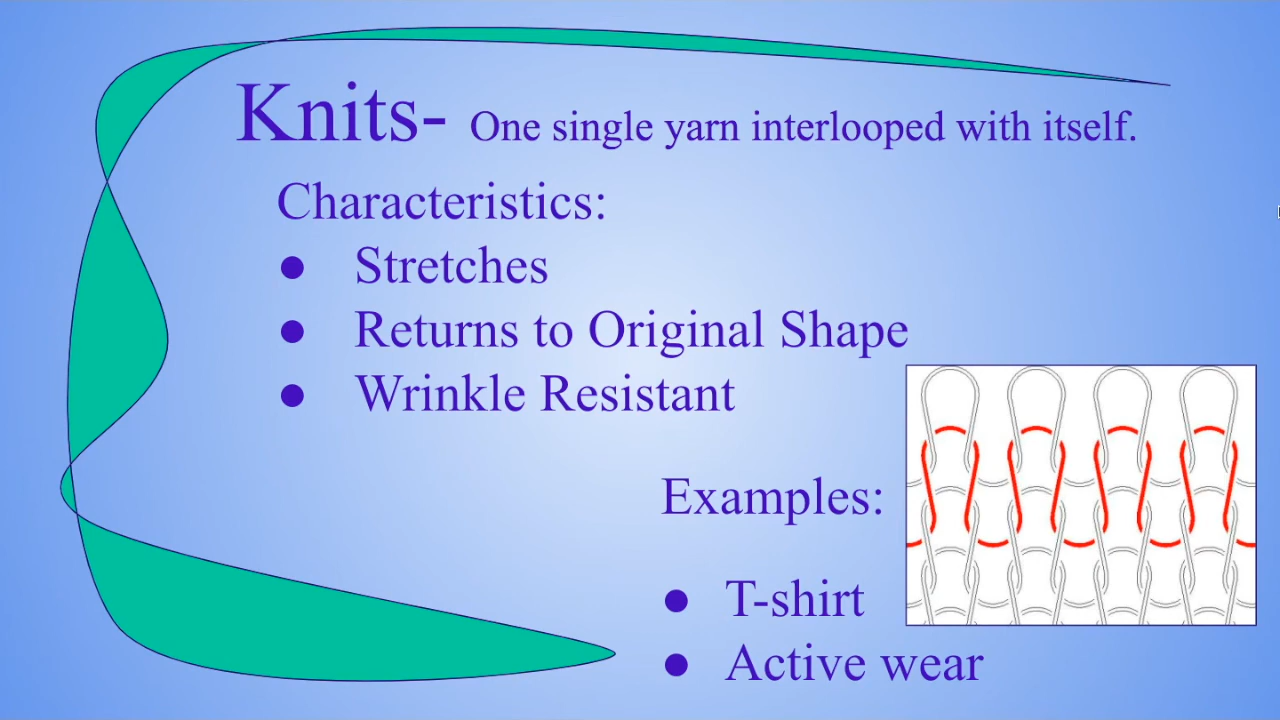 Knits- One single yarn interlooped with itself.
Characteristics:
● Stretches
● Returns to Original Shape
● Wrinkle Resistant
Examples:
● T-shirt
● Active wear